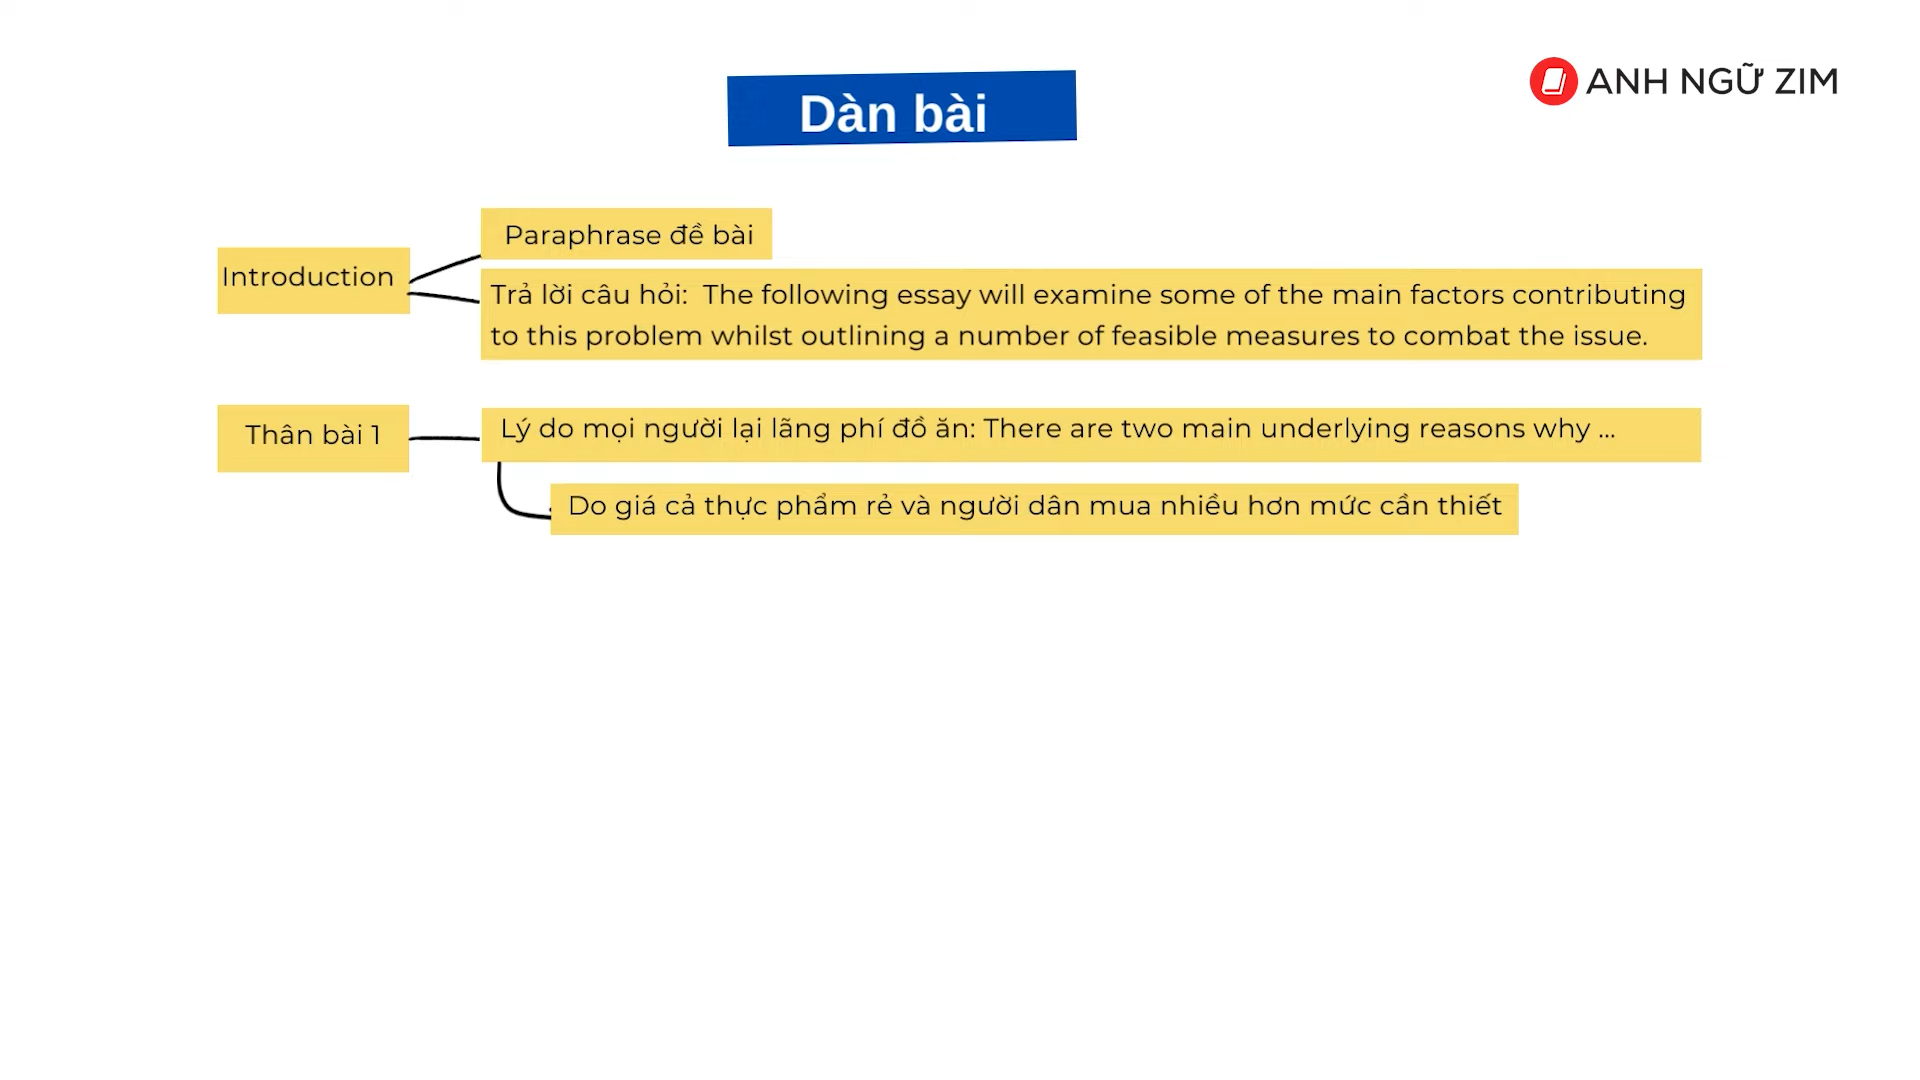 Dàn bài
ANH NGỮ ZIM
Introduction
Paraphrase đề bài
Trả lời câu hỏi: The following essay will examine some of the main factors contributing
to this problem whilst outlining a number of feasible measures to combat the issue.
Thân bài 1
Lý do mọi người lại lãng phí đồ ăn: There are two main underlying reasons why ...
Do giá cả thực phẩm rẻ và người dân mua nhiều hơn mức cần thiết